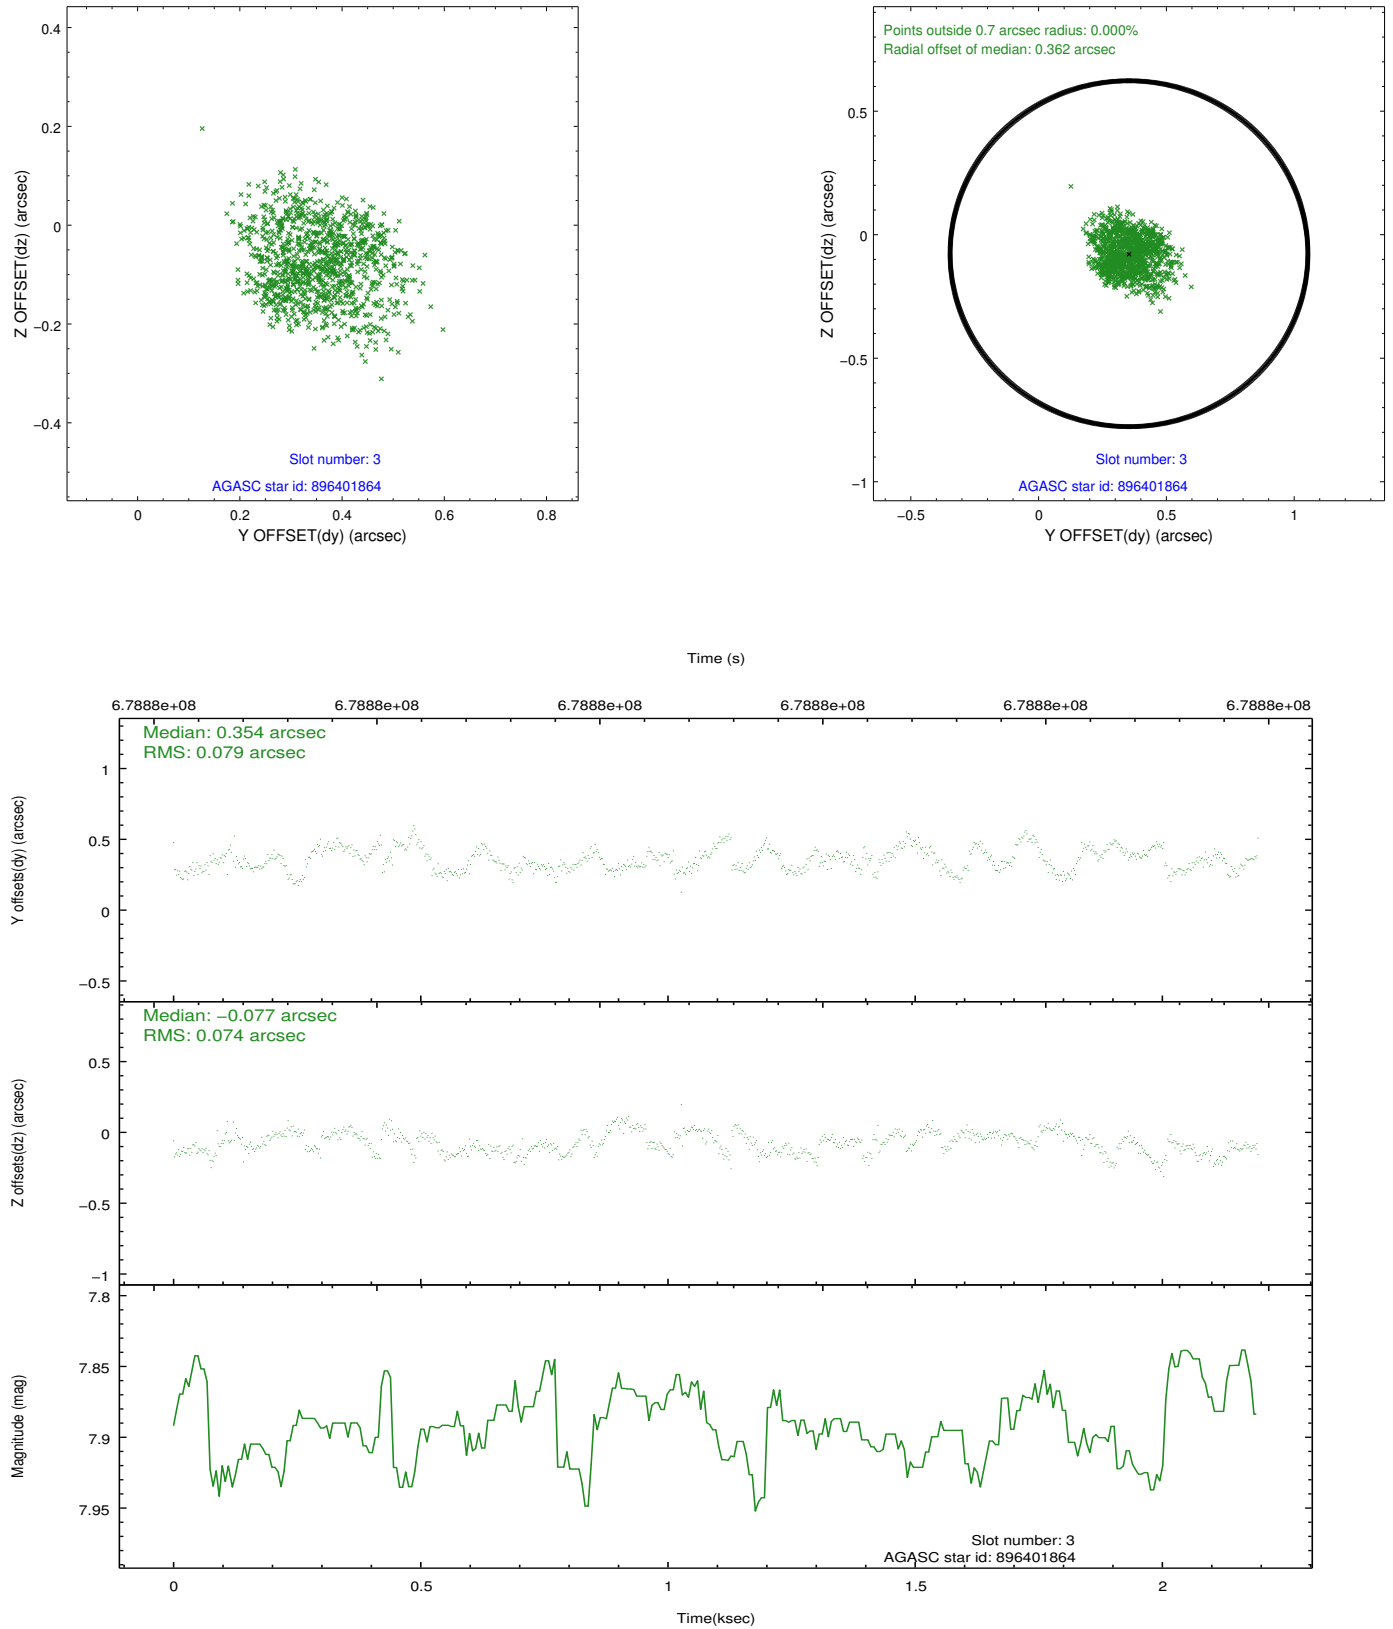 0.4
0.2
0
−0.2
−0.4
Z OFFSET(dz) (arcsec)
Slot number: 3
AGASC star id: 896401864
0 0.2 0.4 0.6 0.8
Y OFFSET(dy) (arcsec)
Points outside 0.7 arcsec radius: 0.000%
Radial offset of median: 0.362 arcsec
0.5
0
−0.5
−1
Z OFFSET(dz) (arcsec)
Slot number: 3
AGASC star id: 896401864
−0.5 0 0.5 1
Y OFFSET(dy) (arcsec)
Time (s)
6.7888e+08 6.7888e+08 6.7888e+08 6.7888e+08 6.7888e+08 6.7888e+08
Median: 0.354 arcsec
RMS: 0.079 arcsec
1
0.5
0
−0.5
Y offsets(dy) (arcsec)
Median: −0.077 arcsec
RMS: 0.074 arcsec
0.5
0
−0.5
−1
Z offsets(dz) (arcsec)
7.8
7.85
7.9
7.95
Magnitude (mag)
Slot number: 3
AGASC star id: 896401864
0 0.5 1 1.5 2
Time(ksec)